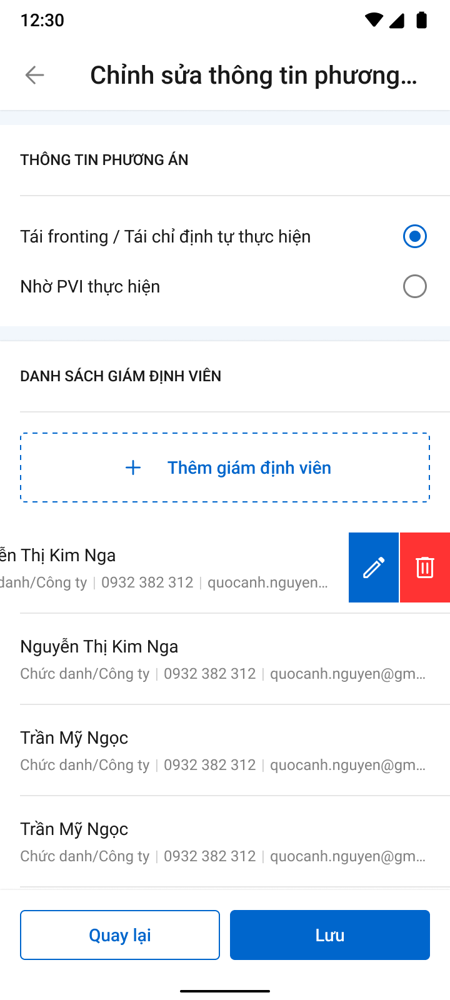 12:30
Chỉnh sửa thông tin phương...
THÔNG TIN PHƯƠNG ÁN
Tái fronting / Tái chỉ định tự thực hiện
Nhờ PVI thực hiện
DANH SÁCH GIÁM ĐỊNH VIÊN
Thêm giám định viên
ễn Thị Kim Nga
danh/Công ty | 0932 382 312 | quocanh.nguyen...
Nguyễn Thị Kim Nga
Chức danh/Công ty | 0932 382 312 | quocanh.nguyen@gm...
Trần Mỹ Ngọc
Chức danh/Công ty | 0932 382 312 | quocanh.nguyen@gm...
Trần Mỹ Ngọc
Chức danh/Công ty | 0932 382 312 | quocanh.nguyen@gm...
Quay lại
Lưu